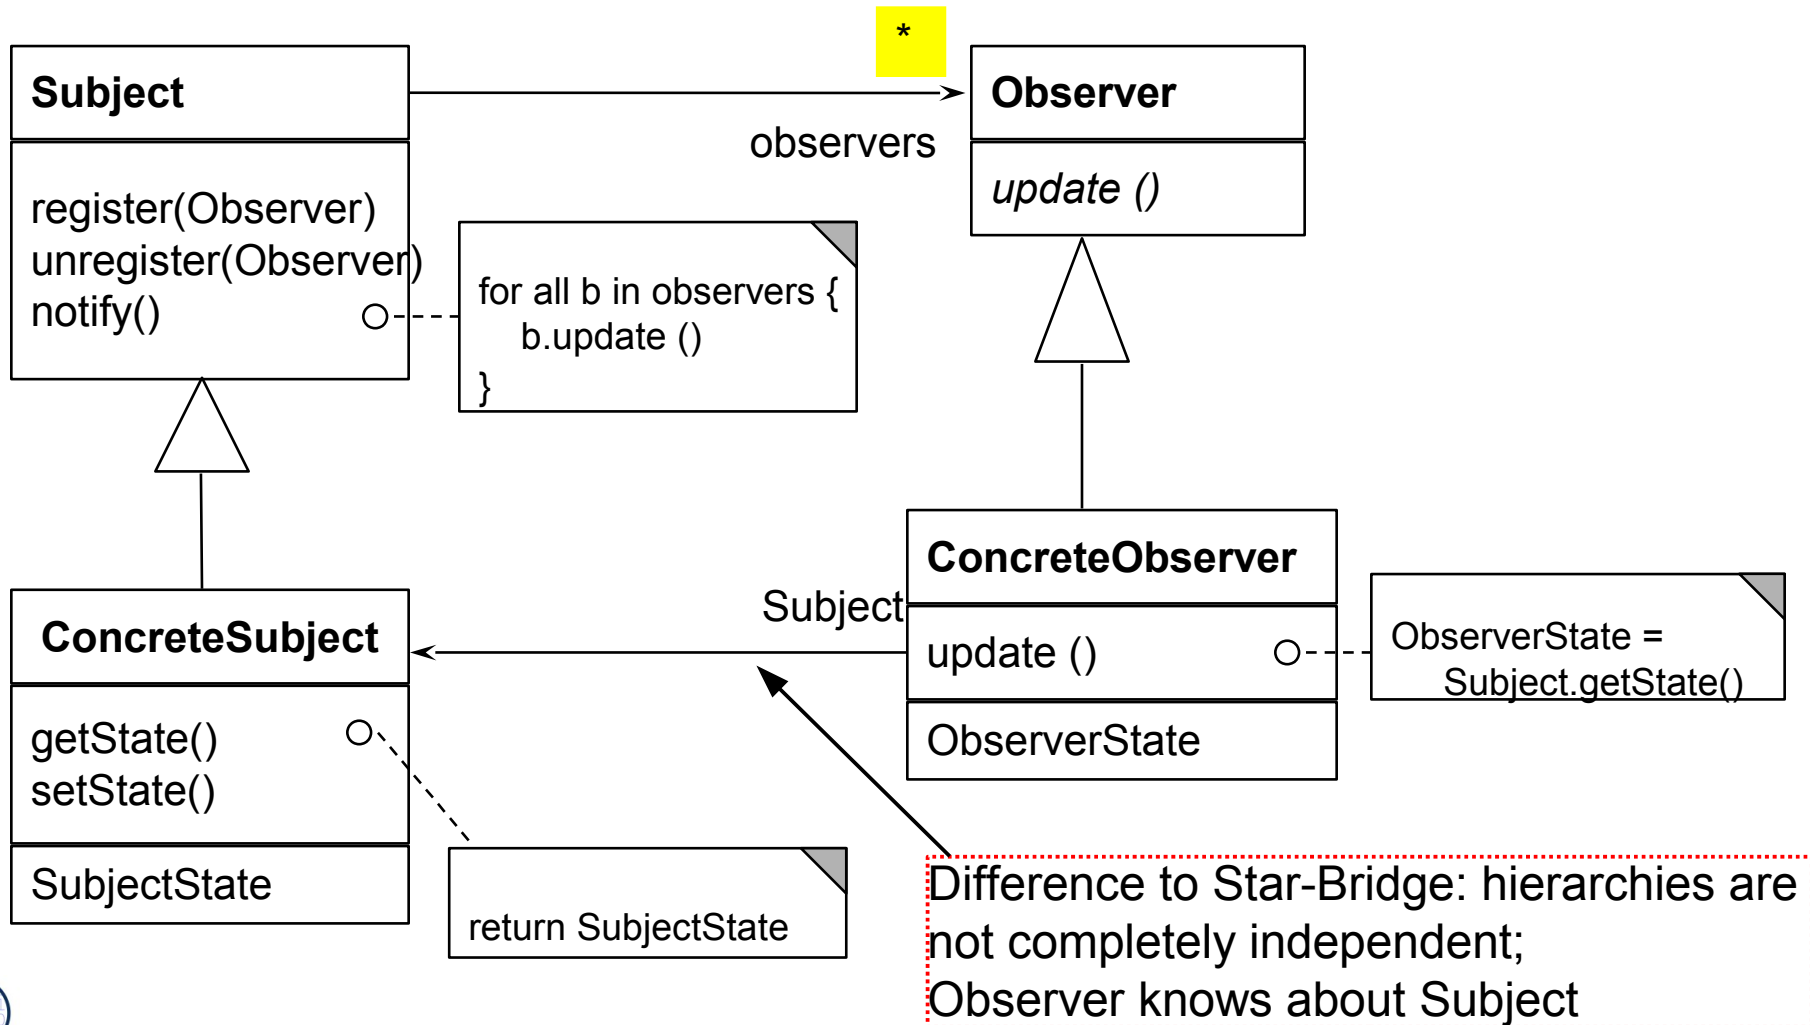 *
Subject
Observer
observers
register(Observer)
unregister(Observer)
notify()
update ()
for all b in observers {
b.update ()
}
ConcreteSubject
getState()
setState()
SubjectState
return SubjectState
Subject
ConcreteObserver
update ()
ObserverState
ObserverState =
Subject.getState()
Difference to Star-Bridge: hierarchies are
not completely independent;
Observer knows about Subject